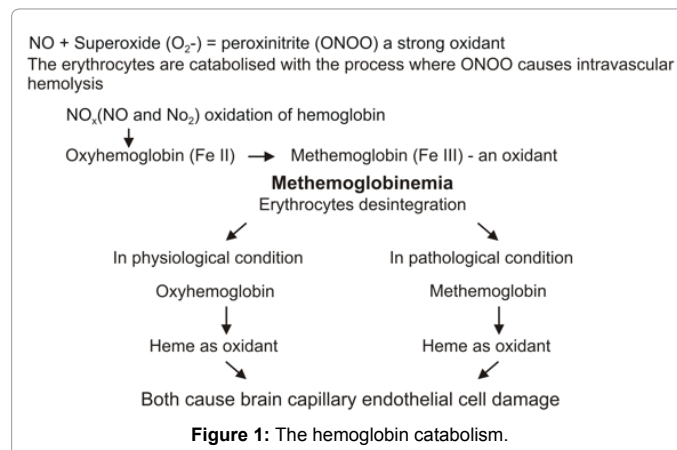 NO + Superoxide (O₂-) = peroxinitrite (ONOO) a strong oxidant
The erythrocytes are catabolised with the process where ONOO causes intravascular
hemolysis
NOₓ(NO and No₂) oxidation of hemoglobin
Oxyhemoglobin (Fe II) → Methemoglobin (Fe III) - an oxidant
Methemoglobinemia
Erythrocytes desintegration
In physiological condition In pathological condition
Oxyhemoglobin Methemoglobin
Heme as oxidant Heme as oxidant
Both cause brain capillary endothelial cell damage
Figure 1: The hemoglobin catabolism.